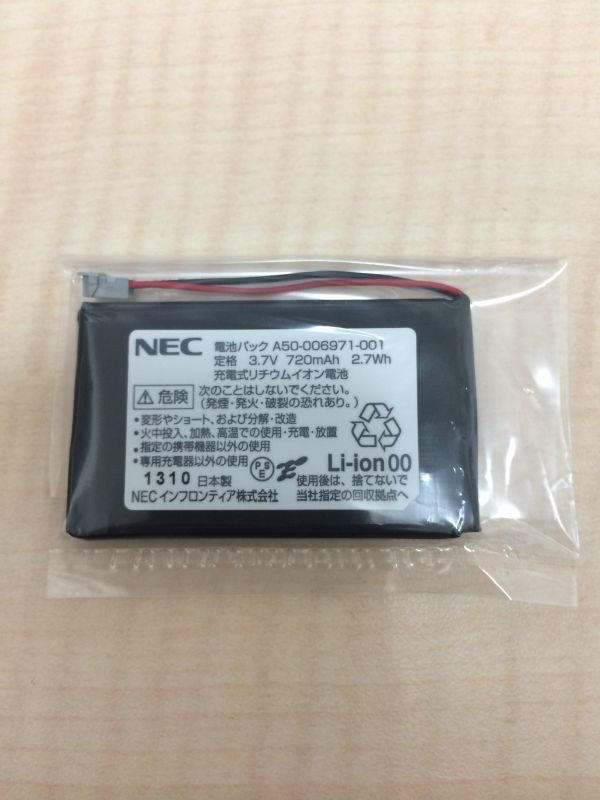 NEC 電池パック A50-006971-001
定格 3.7V 720mAh 2.7Wh
充電式リチウムイオン電池
⚠危険 次のことはしないでください。
(発煙・発火・破裂の恐れあり。)
・変形やショート、および分解・改造
・火中投入、加熱、高温での使用・充電・放置
・指定の携帯機器以外の使用
・専用充電器以外の使用 PSE Li-ion 00
1310 日本製 使用後は、捨てないで
NECインフロンティア株式会社 当社指定の回収拠点へ